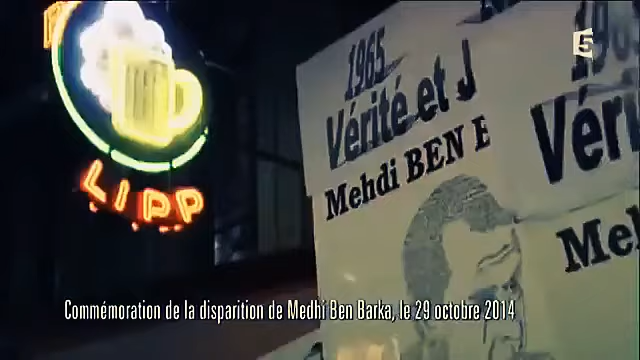 LIPP
1965
Vérité et J
Mehdi BEN B
196
Véri
Meh
5
Commémoration de la disparition de Medhi Ben Barka, le 29 octobre 2014